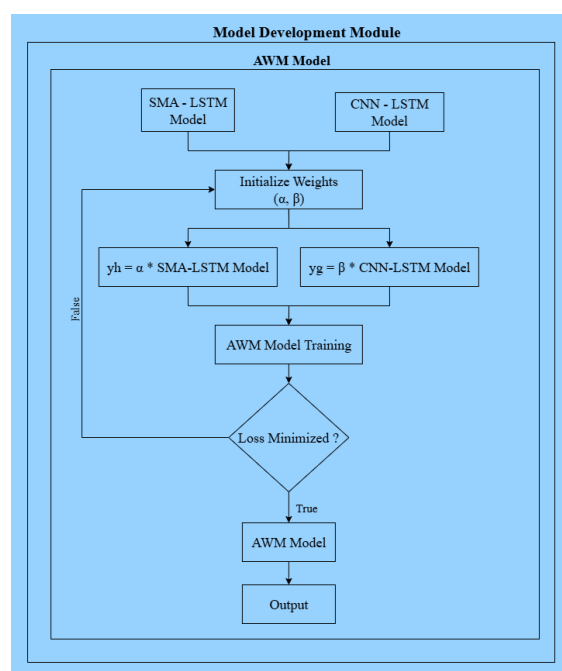 Model Development Module
AWM Model
SMA - LSTM
Model
CNN - LSTM
Model
Initialize Weights
(α, β)
yh = α * SMA-LSTM Model
yg = β * CNN-LSTM Model
False
AWM Model Training
Loss Minimized ?
True
AWM Model
Output